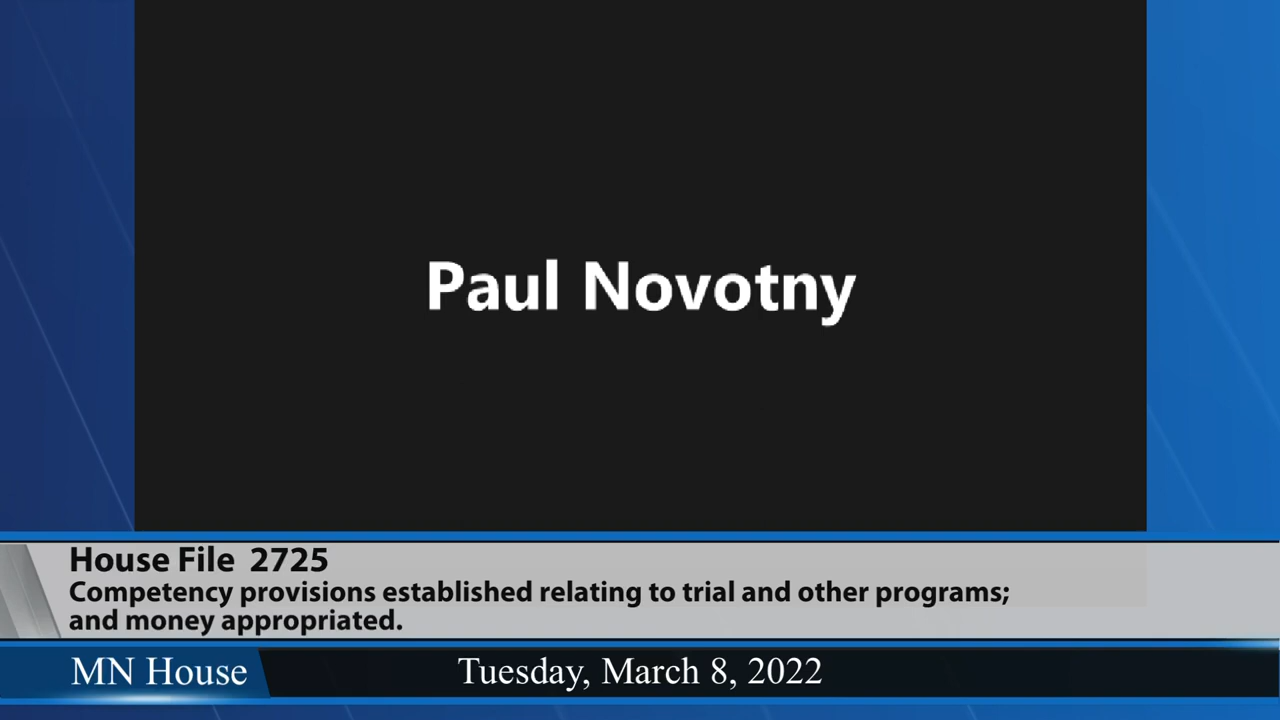 Paul Novotny
House File 2725
Competency provisions established relating to trial and other programs;
and money appropriated.
MN House
Tuesday, March 8, 2022